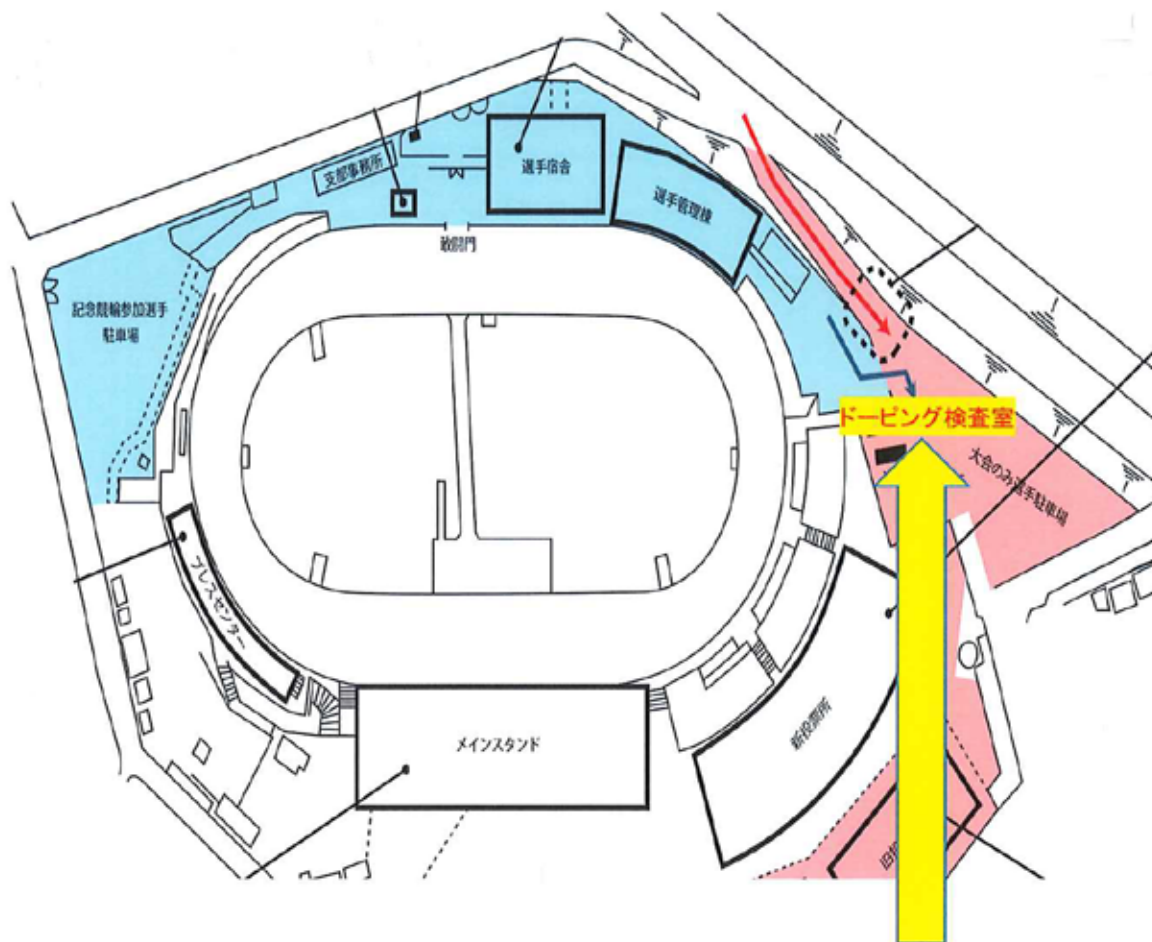 選手宿舎
支部事務所
選手管理棟
敢闘門
記念競輪参加選手
駐車場
ドーピング検査室
大会のみ選手駐車場
プレスセンター
メインスタンド
新投票所